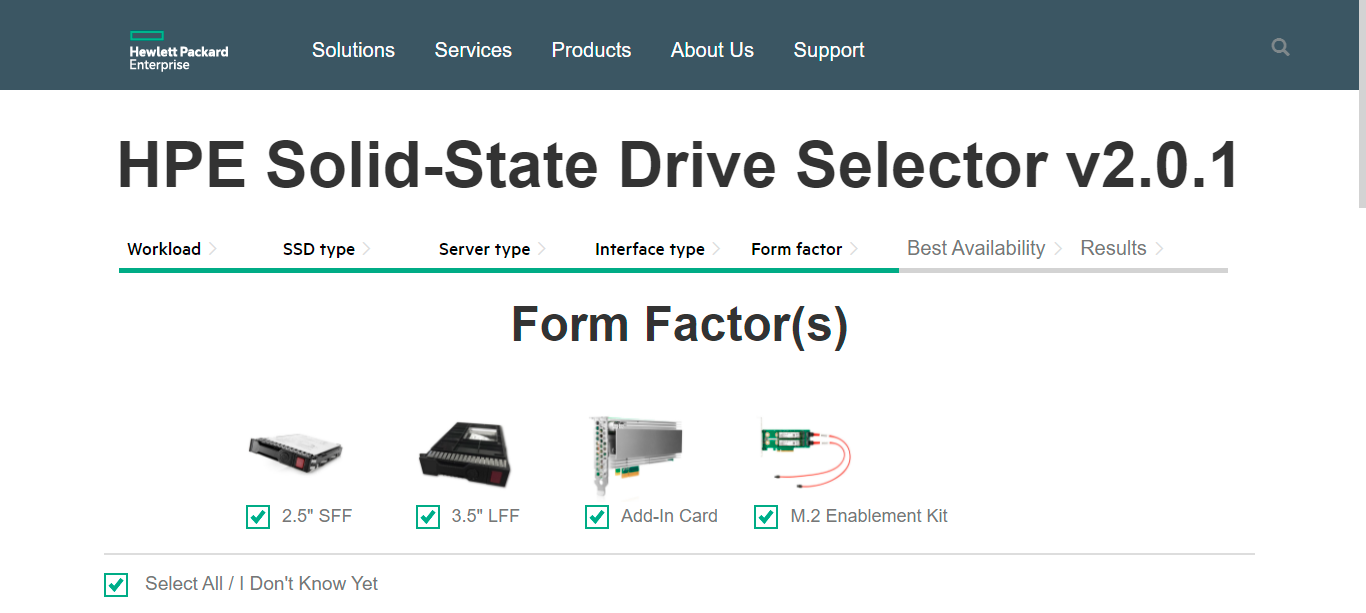 Hewlett Packard
Enterprise
Solutions Services Products About Us Support
HPE Solid-State Drive Selector v2.0.1
Workload SSD type Server type Interface type Form factor Best Availability Results
Form Factor(s)
2.5" SFF 3.5" LFF Add-In Card M.2 Enablement Kit
Select All / I Don't Know Yet